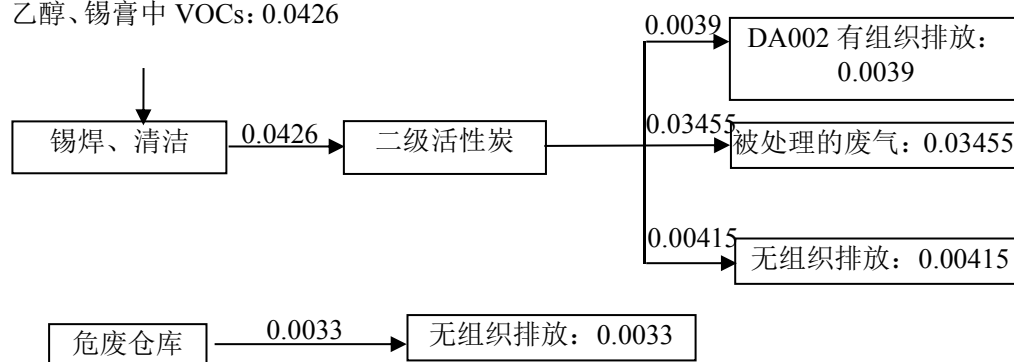 乙醇、锡膏中 VOCs：0.0426
0.0039
DA002 有组织排放：
0.0039
锡焊、清洁
0.0426
二级活性炭
0.03455
被处理的废气：0.03455
0.00415
无组织排放：0.00415
危废仓库
0.0033
无组织排放：0.0033